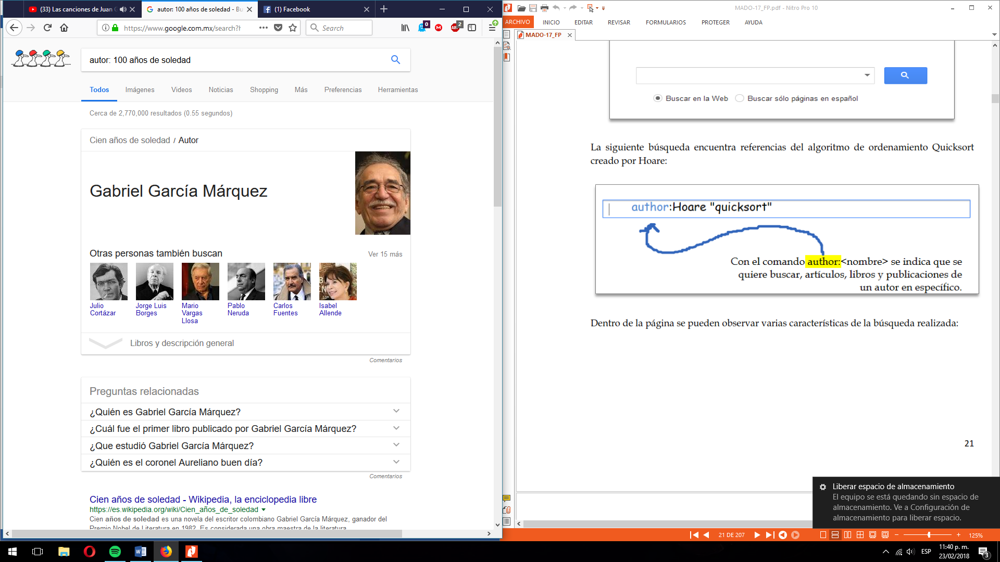 (33) Las canciones de Juan G
autor: 100 años de soledad - Bu
(1) Facebook
https://www.google.com.mx/search?h
Search
0
2
autor: 100 años de soledad
Todos
Imágenes
Videos
Noticias
Shopping
Más
Preferencias
Herramientas
Cerca de 2,770,000 resultados (0.55 segundos)
Cien años de soledad / Autor
Gabriel García Márquez
Otras personas también buscan
Ver 15 más
Julio Cortázar
Jorge Luis Borges
Mario Vargas Llosa
Pablo Neruda
Carlos Fuentes
Isabel Allende
Libros y descripción general
Comentarios
Preguntas relacionadas
¿Quién es Gabriel García Márquez?
¿Cuál fue el primer libro publicado por Gabriel García Márquez?
¿Que estudió Gabriel García Márquez?
¿Quién es el coronel Aureliano buen día?
Comentarios
Cien años de soledad - Wikipedia, la enciclopedia libre
https://es.wikipedia.org/wiki/Cien_años_de_soledad
Cien años de soledad es una novela del escritor colombiano Gabriel García Márquez, ganador del
Premio Nobel de Literatura en 1982. Es considerada una obra maestra de la literatura
MADO-17_FP.pdf - Nitro Pro 10
ARCHIVO
INICIO
EDITAR
REVISAR
FORMULARIOS
PROTEGER
AYUDA
MADO-17_FP
Buscar en la Web
Buscar sólo páginas en español
La siguiente búsqueda encuentra referencias del algoritmo de ordenamiento Quicksort
creado por Hoare:
author:Hoare "quicksort"
Con el comando author:<nombre> se indica que se
quiere buscar, artículos, libros y publicaciones de
un autor en específico.
Dentro de la página se pueden observar varias características de la búsqueda realizada:
21
Liberar espacio de almacenamiento
El equipo se está quedando sin espacio de
almacenamiento. Ve a Configuración de
almacenamiento para liberar espacio.
21 DE 207
125%
ESP
11:40 p. m.
23/02/2018
3